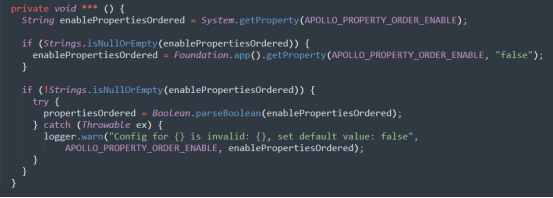 private void *** () {
String enablePropertiesOrdered = System.getProperty(APOLLO_PROPERTY_ORDER_ENABLE);
if (Strings.isNullOrEmpty(enablePropertiesOrdered)) {
enablePropertiesOrdered = Foundation.app().getProperty(APOLLO_PROPERTY_ORDER_ENABLE, "false");
}
if (!Strings.isNullOrEmpty(enablePropertiesOrdered)) {
try {
propertiesOrdered = Boolean.parseBoolean(enablePropertiesOrdered);
} catch (Throwable ex) {
logger.warn("Config for {} is invalid: {}, set default value: false",
APOLLO_PROPERTY_ORDER_ENABLE, enablePropertiesOrdered);
}
}
}